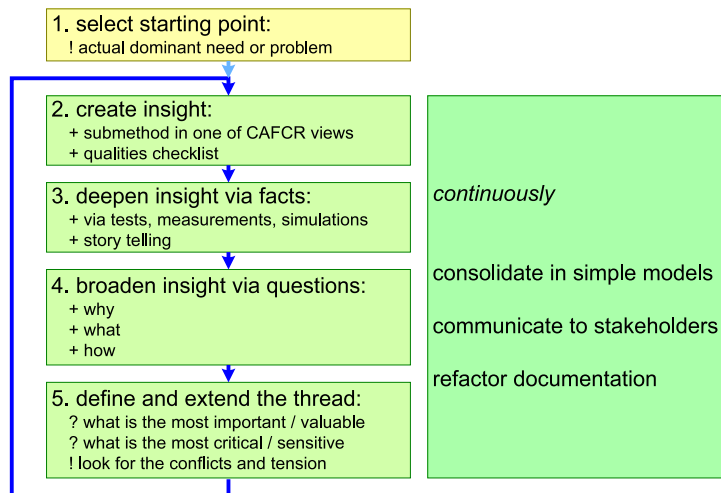 1. select starting point:
! actual dominant need or problem
2. create insight:
+ submethod in one of CAFCR views
+ qualities checklist
3. deepen insight via facts:
+ via tests, measurements, simulations
+ story telling
4. broaden insight via questions:
+ why
+ what
+ how
5. define and extend the thread:
? what is the most important / valuable
? what is the most critical / sensitive
! look for the conflicts and tension
continuously
consolidate in simple models
communicate to stakeholders
refactor documentation